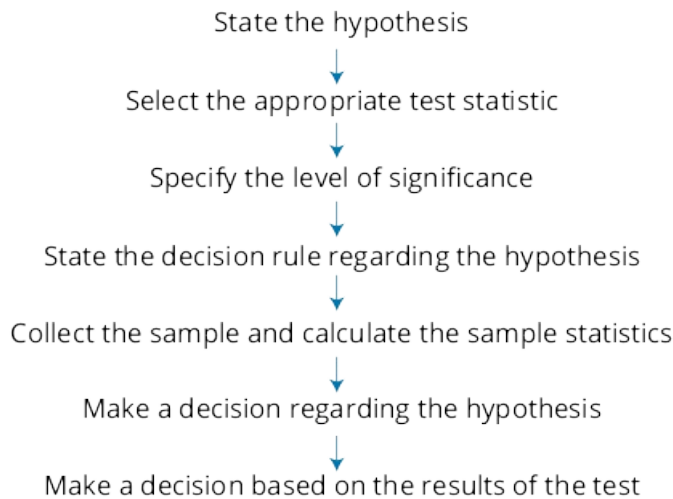 State the hypothesis
Select the appropriate test statistic
Specify the level of significance
State the decision rule regarding the hypothesis
Collect the sample and calculate the sample statistics
Make a decision regarding the hypothesis
Make a decision based on the results of the test